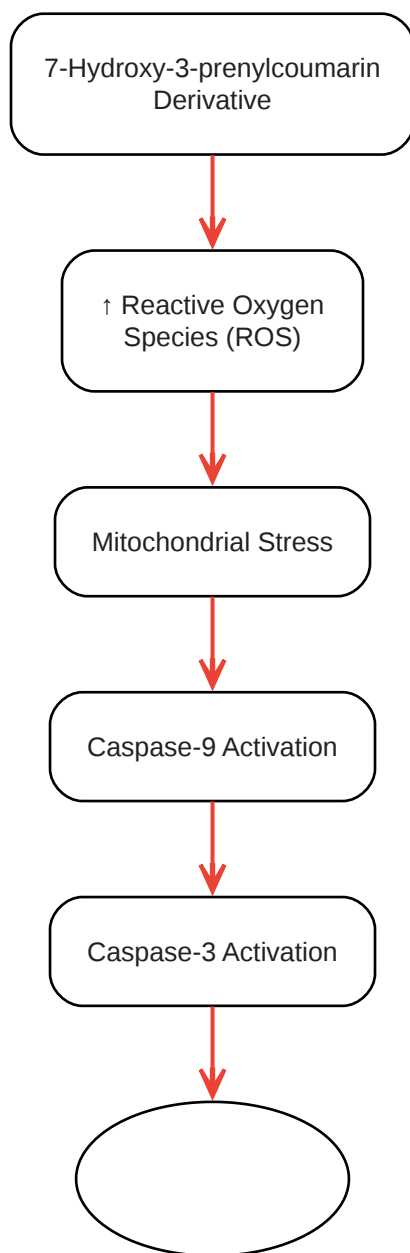 7-Hydroxy-3-prenylcoumarin
Derivative
↑ Reactive Oxygen
Species (ROS)
Mitochondrial Stress
Caspase-9 Activation
Caspase-3 Activation